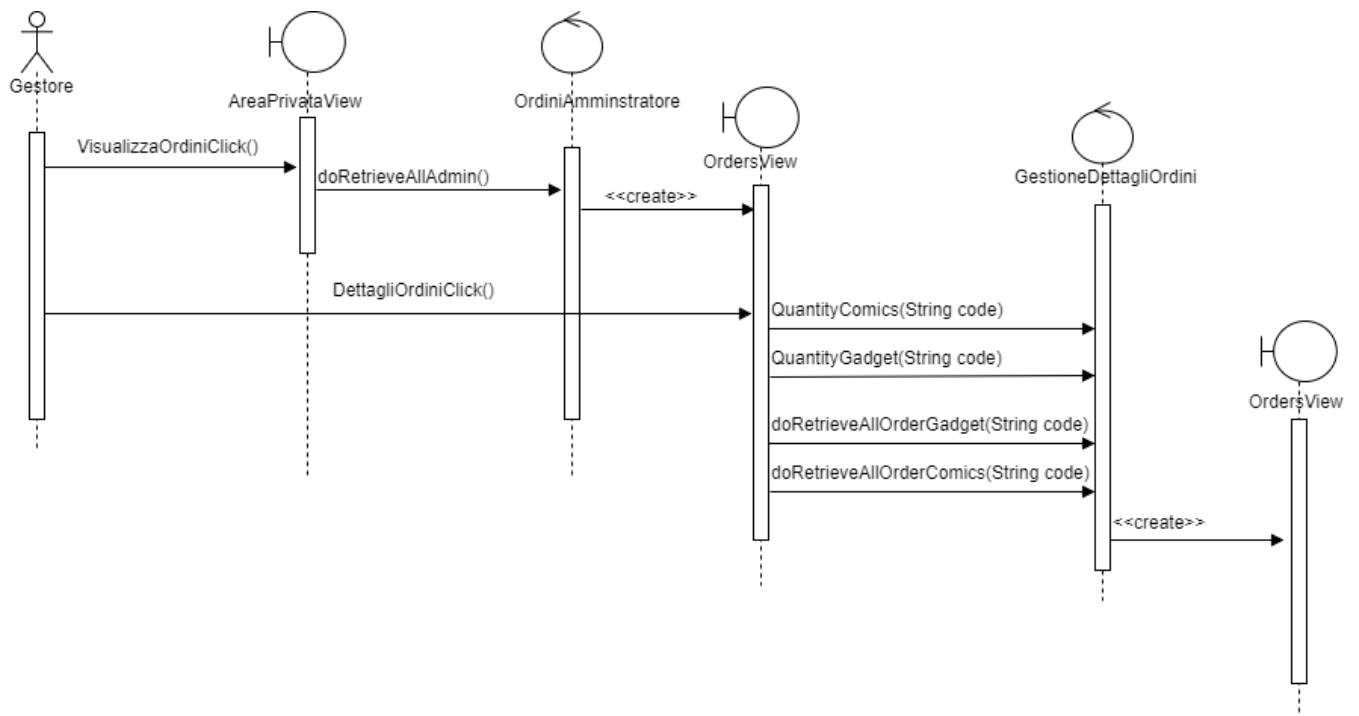 Gestore
AreaPrivataView
OrdiniAmminstratore
OrdersView
GestioneDettagliOrdini
VisualizzaOrdiniClick()
doRetrieveAllAdmin()
<<create>>
DettagliOrdiniClick()
QuantityComics(String code)
QuantityGadget(String code)
OrdersView
doRetrieveAllOrderGadget(String code)
doRetrieveAllOrderComics(String code)
<<create>>